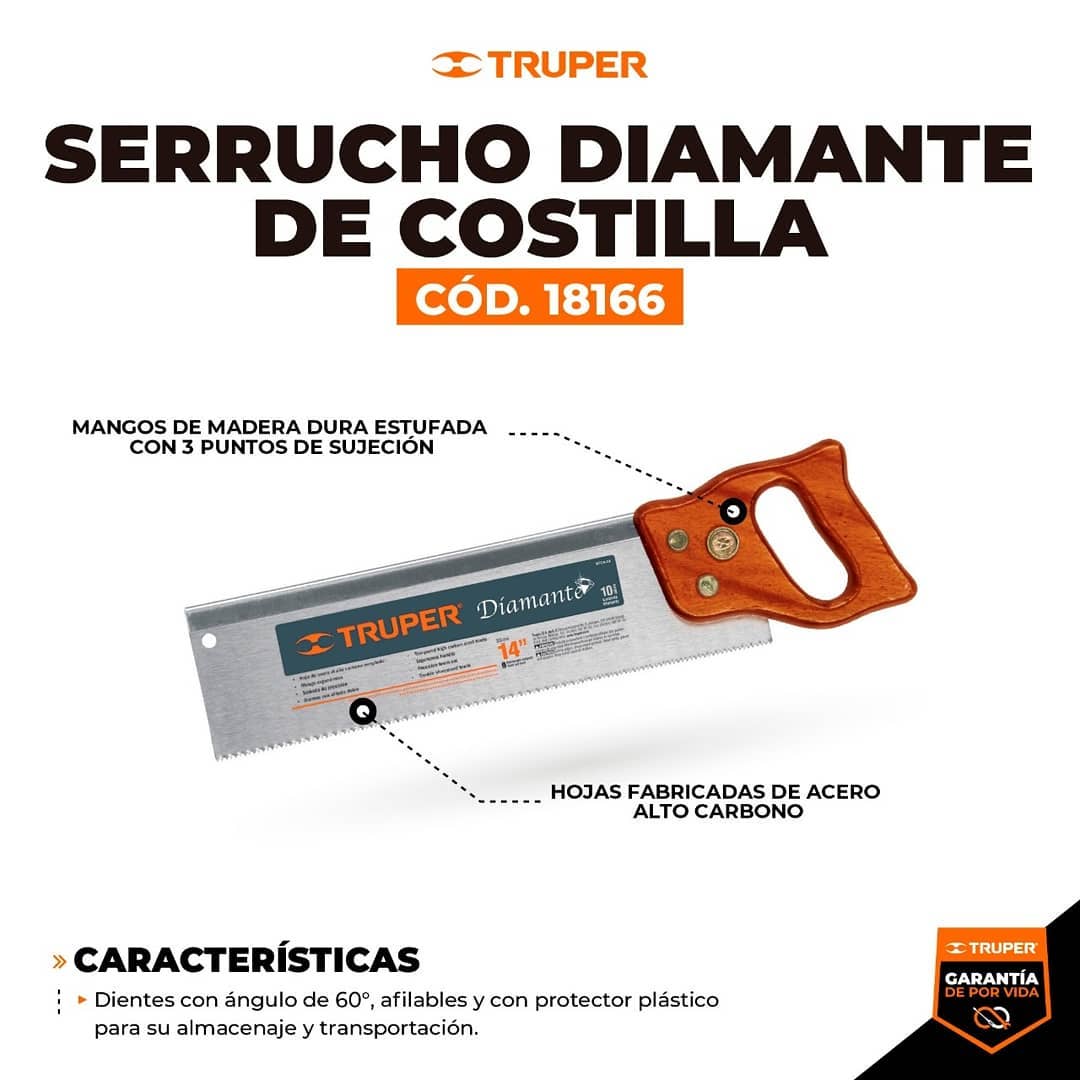 TRUPER
SERRUCHO DIAMANTE
DE COSTILLA
CÓD. 18166
MANGOS DE MADERA DURA ESTUFADA
CON 3 PUNTOS DE SUJECIÓN
TRUPER
Diamante
10
14"
HOJAS FABRICADAS DE ACERO
ALTO CARBONO
» CARACTERÍSTICAS
Dientes con ángulo de 60°, afilables y con protector plástico
para su almacenaje y transportación.
TRUPER
GARANTÍA
DE POR VIDA